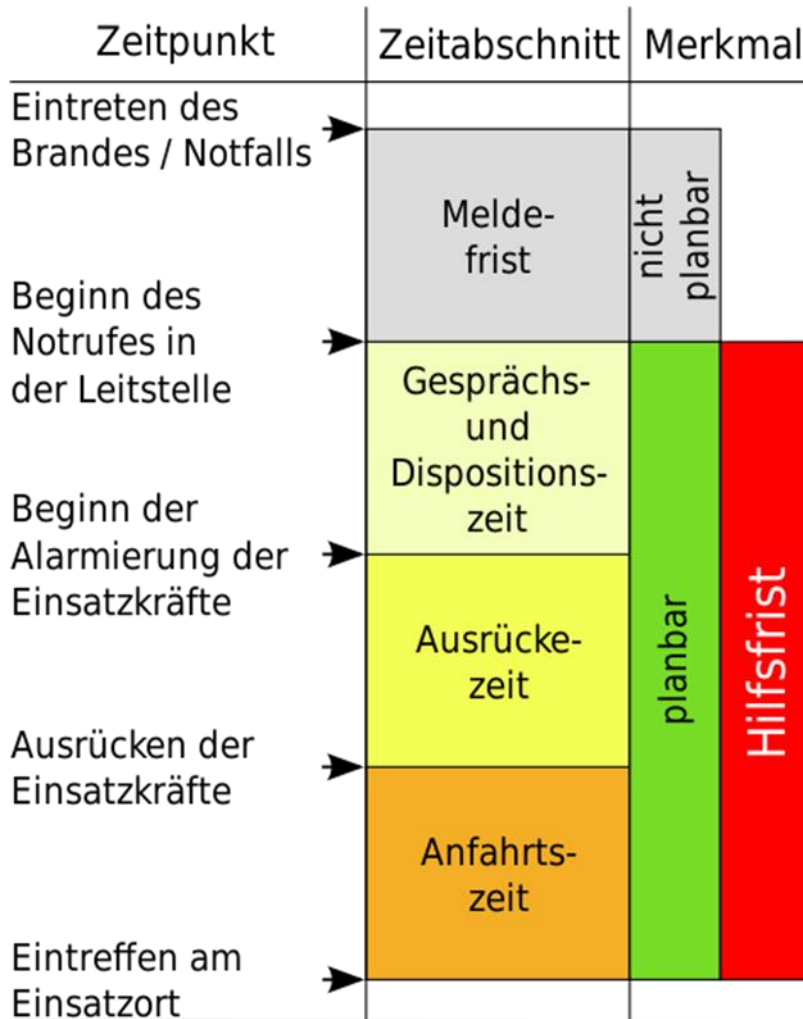 Zeitpunkt
Zeitabschnitt
Merkmal
Eintreten des
Brandes / Notfalls
Melde-
frist
nicht
planbar
Beginn des
Notrufes in
der Leitstelle
Gesprächs-
und
Dispositions-
zeit
Beginn der
Alarmierung der
Einsatzkräfte
Ausrücke-
zeit
planbar
Hilfsfrist
Ausrücken der
Einsatzkräfte
Anfahrts-
zeit
Eintreffen am
Einsatzort